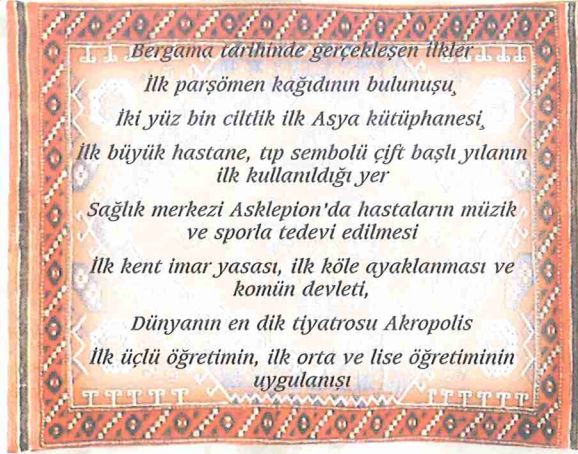 Bergama tarihinde gerçekleşen ilkler
İlk parşömen kağıdının bulunuşu,
İki yüz bin ciltlik ilk Asya kütüphanesi,
İlk büyük hastane, tıp sembolü çift başlı yılanın
ilk kullanıldığı yer
Sağlık merkezi Asklepion'da hastaların müzik
ve sporla tedevi edilmesi
İlk kent imar yasası, ilk köle ayaklanması ve
komün devleti,
Dünyanın en dik tiyatrosu Akropolis
İlk üçlü öğretimin, ilk orta ve lise öğretiminin
uygulanışı